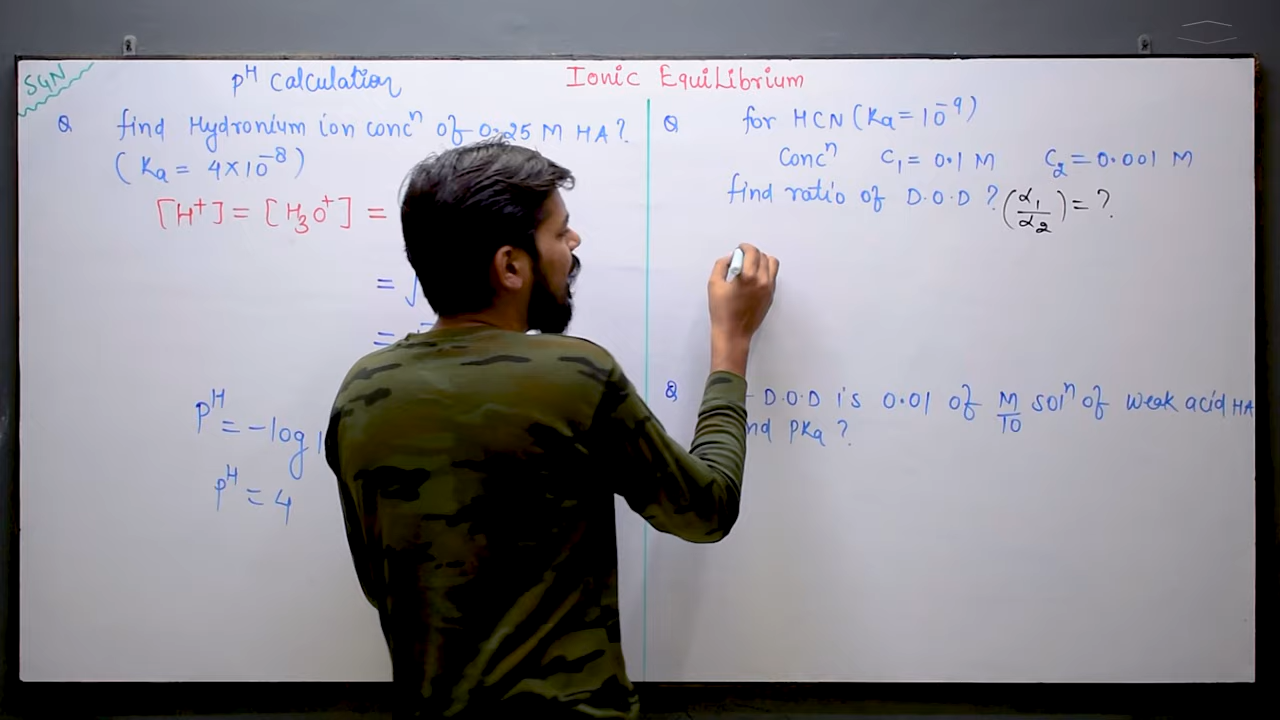 SGN
pH Calculation
Ionic Equilibrium
Q find Hydronium ion concⁿ of 0.25 M HA?
(Ka = 4×10⁻⁸)
[H⁺] = [H₃O⁺] =
= √
=
pH = -log 1
pH = 4
Q for HCN (Ka = 10⁻⁹)
Concⁿ C₁ = 0.1 M C₂ = 0.001 M
find ratio of D.O.D ? (α₁/α₂) = ?
Q D.O.D is 0.01 of M/10 solⁿ of weak acid HA
PKa ?